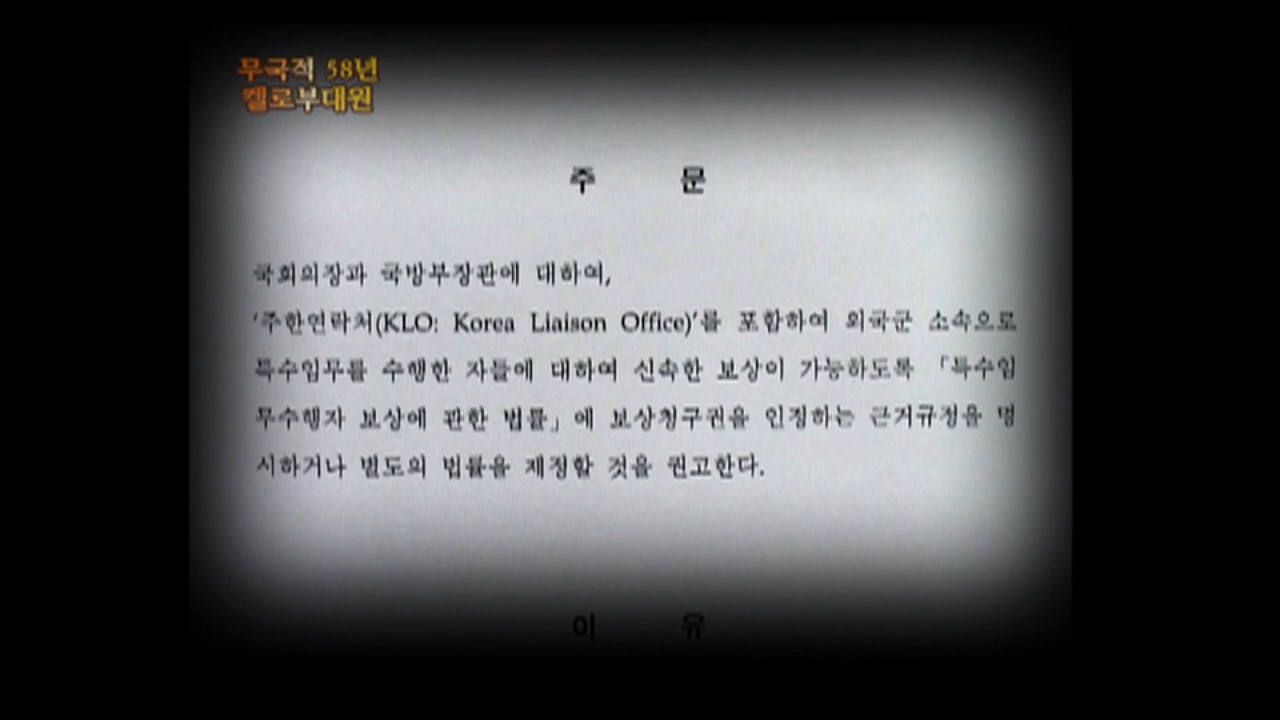 무국적 58년
켈로부대원
주 문
국회의장과 국방부장관에 대하여,
‘주한연락처(KLO: Korea Liaison Office)’를 포함하여 외국군 소속으로
특수임무를 수행한 자들에 대하여 신속한 보상이 가능하도록 「특수임
무수행자 보상에 관한 법률」에 보상청구권을 인정하는 근거규정을 명
시하거나 별도의 법률을 제정할 것을 권고한다.
이 유